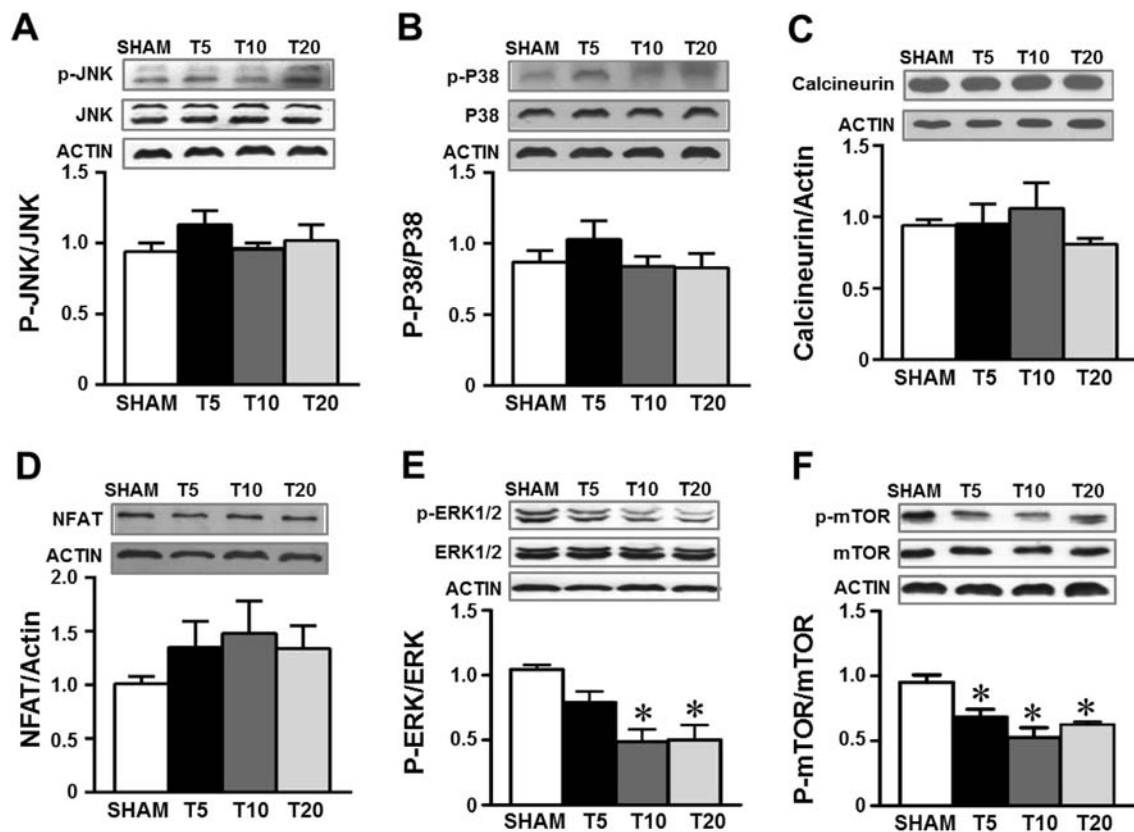 A
SHAM T5 T10 T20
p-JNK
JNK
ACTIN
P-JNK/JNK
1.5
1.0
0.5
0
SHAM T5 T10 T20
B
SHAM T5 T10 T20
p-P38
P38
ACTIN
P-P38/P38
1.5
1.0
0.5
0
SHAM T5 T10 T20
C
SHAM T5 T10 T20
Calcineurin
ACTIN
Calcineurin/Actin
1.5
1.0
0.5
0
SHAM T5 T10 T20
D
SHAM T5 T10 T20
NFAT
ACTIN
NFAT/Actin
2.0
1.5
1.0
1.5
0
SHAM T5 T10 T20
E
SHAM T5 T10 T20
p-ERK1/2
ERK1/2
ACTIN
P-ERK/ERK
1.5
1.0
0.5
0
* *
SHAM T5 T10 T20
F
SHAM T5 T10 T20
p-mTOR
mTOR
ACTIN
P-mTOR/mTOR
1.5
1.0
0.5
0
* * *
SHAM T5 T10 T20